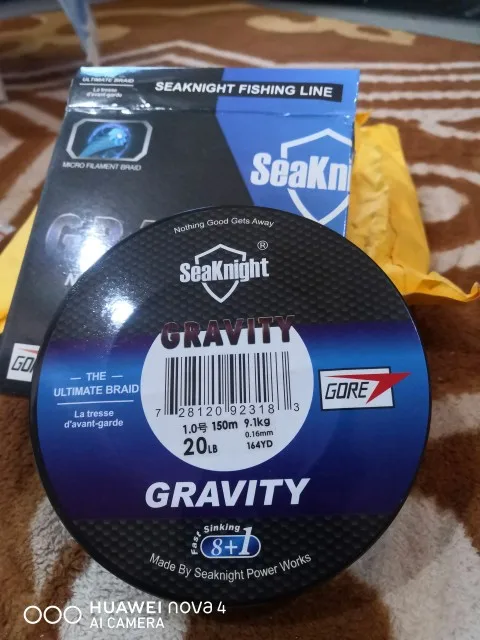 ULTIMATE BRAID
La tresse
d'avant-garde
SEAKNIGHT FISHING LINE
MICRO FILAMENT BRAID
SeaKn
Nothing Good Gets Away
SeaKnight®
GRAVITY
THE
ULTIMATE BRAID
La tresse
d'avant-garde
GORE
7 28120 92318 3
1.0号 150m 9.1kg
0.16mm
20LB 164YD
GRAVITY
Fast Sinking
8+1
Made By Seaknight Power Works
HUAWEI nova 4
AI CAMERA